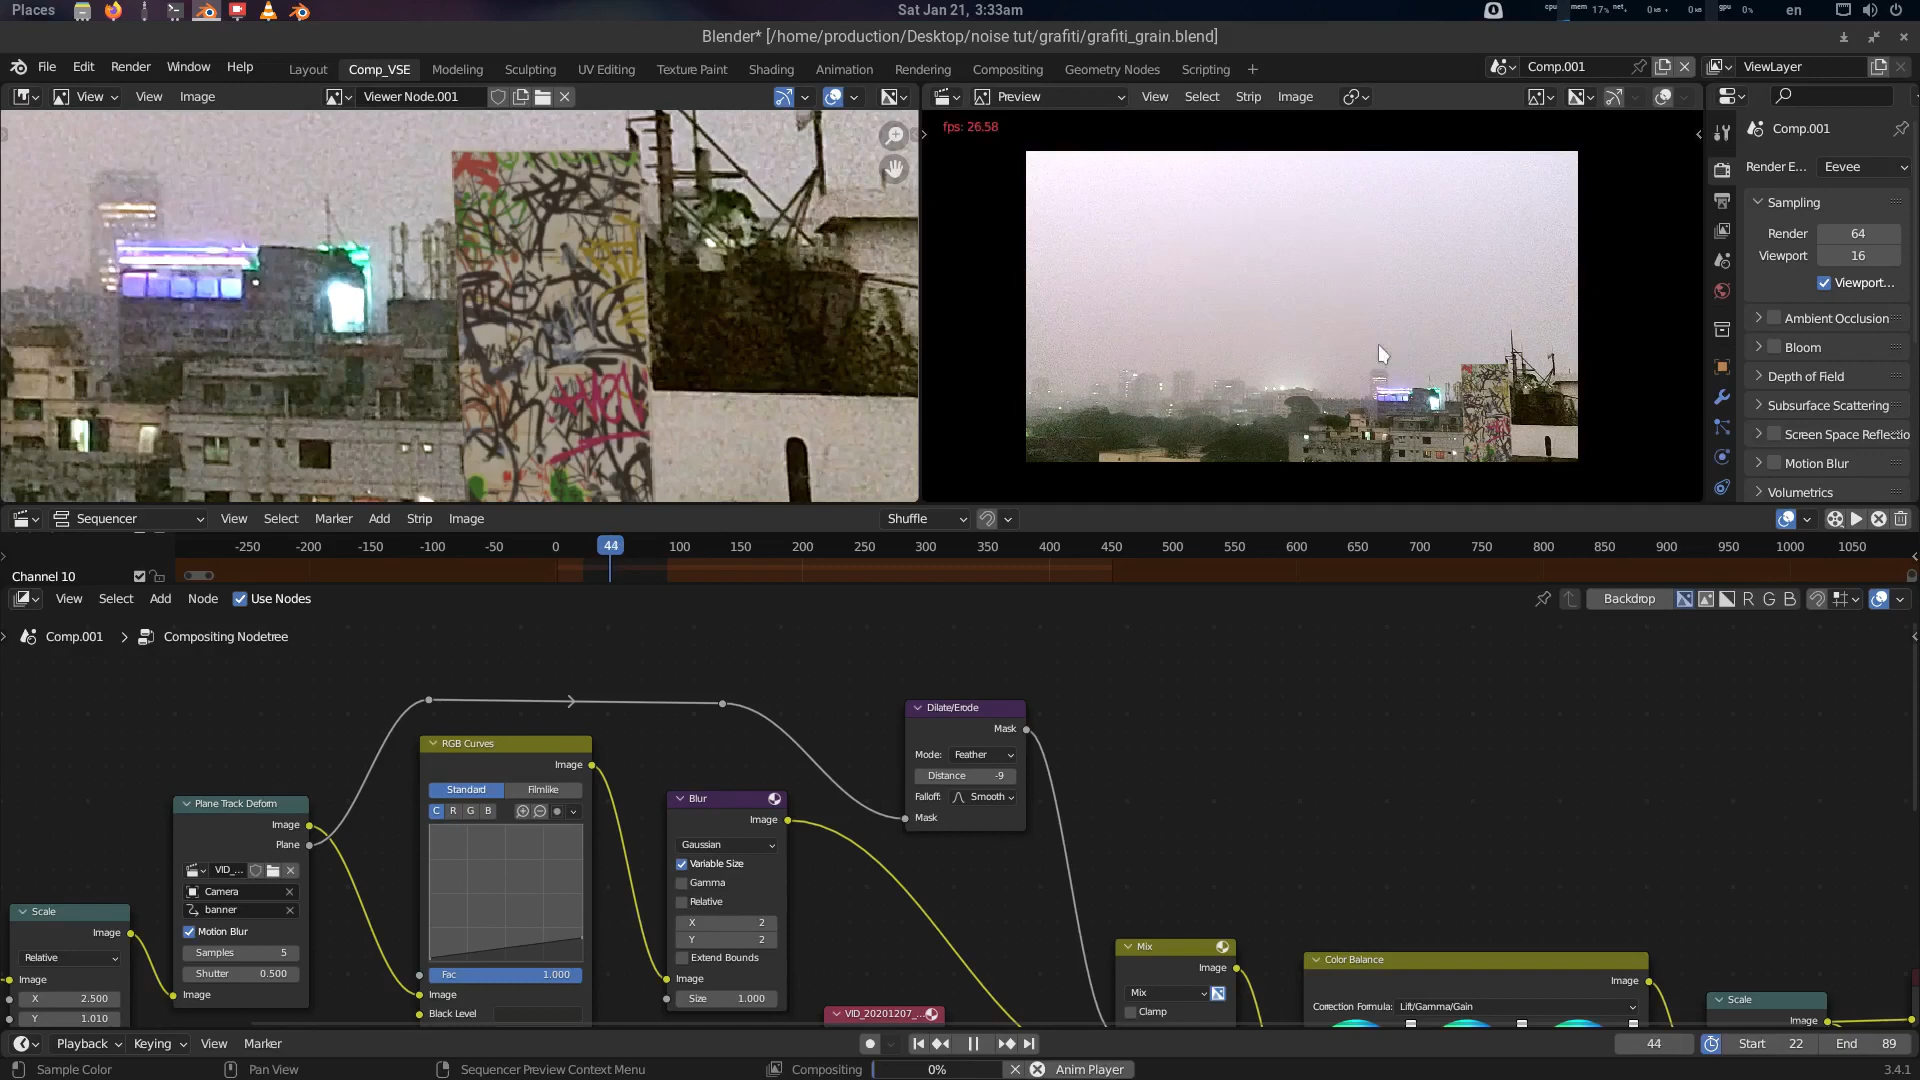 Places
Sat Jan 21, 3:33am
cpu mem 17% net 0kB 0kB gpu 0% en
Blender* [/home/production/Desktop/noise tut/grafiti/grafiti_grain.blend]
File Edit Render Window Help Layout Comp_VSE Modeling Sculpting UV Editing Texture Paint Shading Animation Rendering Compositing Geometry Nodes Scripting + Comp.001 ViewLayer
View View Image Viewer Node.001 Preview View Select Strip Image
fps: 26.58
Comp.001
Render E... Eevee
Sampling
Render 64
Viewport 16
Viewport...
Ambient Occlusion
Bloom
Depth of Field
Subsurface Scattering
Screen Space Reflectio
Motion Blur
Volumetrics
Sequencer View Select Marker Add Strip Image Shuffle
-250 -200 -150 -100 -50 0 44 100 150 200 250 300 350 400 450 500 550 600 650 700 750 800 850 900 950 1000 1050
Channel 10
View Select Add Node Use Nodes Backdrop R G B
Comp.001 > Compositing Nodetree
Scale
Image
Relative
Image
X 2.500
Y 1.010
Plane Track Deform
Image
Plane
VID_...
Camera
banner
Motion Blur
Samples 5
Shutter 0.500
Image
RGB Curves
Image
Standard Filmlike
C R G B
Fac 1.000
Image
Black Level
Blur
Image
Gaussian
Variable Size
Gamma
Relative
X 2
Y 2
Extend Bounds
Image
Size 1.000
VID_20201207_...
Dilate/Erode
Mask
Mode: Feather
Distance -9
Falloff: Smooth
Mask
Mix
Image
Mix
Clamp
Color Balance
Image
Correction Formula: Lift/Gamma/Gain
Scale
Image
Playback Keying View Marker 44 Start 22 End 89
Sample Color Pan View Sequencer Preview Context Menu Compositing 0% Anim Player 3.4.1